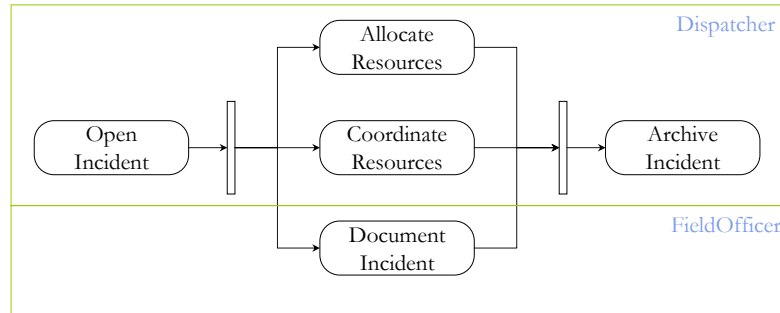 Dispatcher
Allocate
Resources
Open
Incident
Coordinate
Resources
Archive
Incident
FieldOfficer
Document
Incident